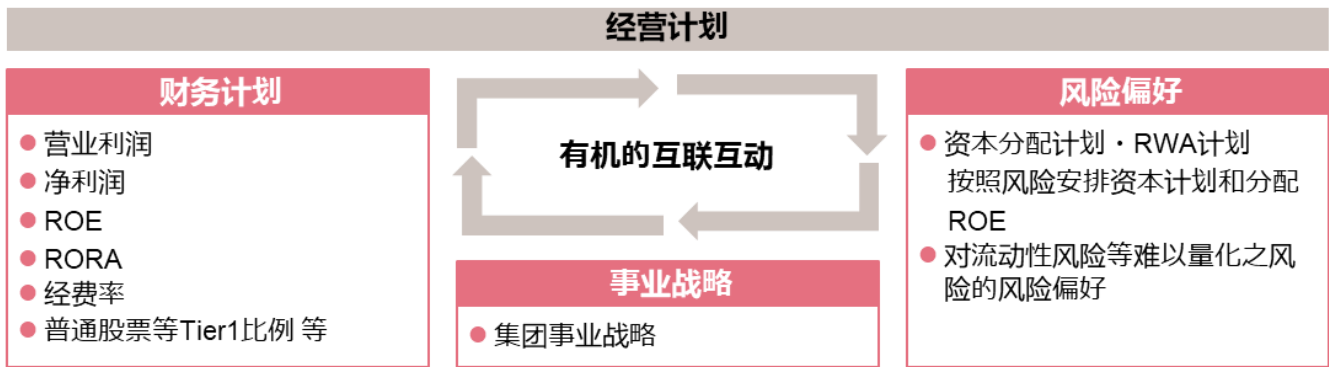 经营计划
财务计划
营业利润
净利润
ROE
RORA
经费率
普通股票等Tier1比例 等
有机的互联互动
事业战略
集团事业战略
风险偏好
资本分配计划・RWA计划
按照风险安排资本计划和分配
ROE
对流动性风险等难以量化之风
险的风险偏好